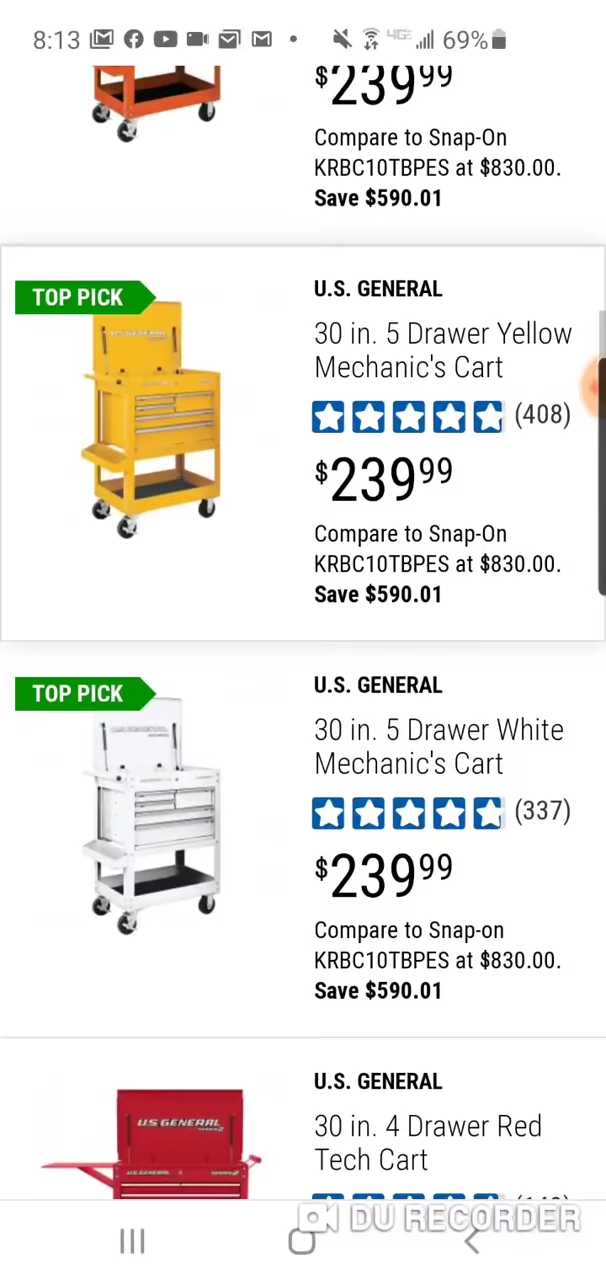 8:13
4GE
69%
$239 99
Compare to Snap-On
KRBC10TBPES at $830.00.
Save $590.01
TOP PICK
U.S. GENERAL
30 in. 5 Drawer Yellow
Mechanic's Cart
(408)
$239 99
Compare to Snap-On
KRBC10TBPES at $830.00.
Save $590.01
TOP PICK
U.S. GENERAL
30 in. 5 Drawer White
Mechanic's Cart
(337)
$239 99
Compare to Snap-on
KRBC10TBPES at $830.00.
Save $590.01
U.S. GENERAL
30 in. 4 Drawer Red
Tech Cart
U.S. GENERAL
DU RECORDER